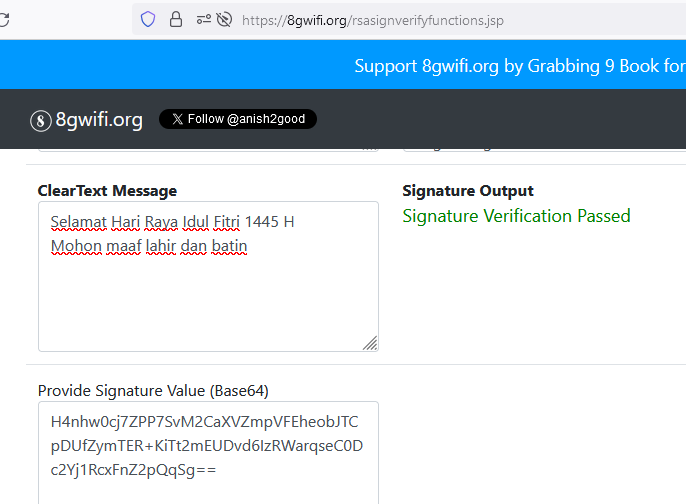 https://8gwifi.org/rsasignverifyfunctions.jsp
Support 8gwifi.org by Grabbing 9 Book for
8gwifi.org Follow @anish2good
ClearText Message
Selamat Hari Raya Idul Fitri 1445 H
Mohon maaf lahir dan batin
Signature Output
Signature Verification Passed
Provide Signature Value (Base64)
H4nhw0cj7ZPP7SvM2CaXVZmpVFEheobJTC
pDUfZymTER+KiTt2mEUDvd6IzRWarqseC0D
c2Yj1RcxFnZ2pQqSg==